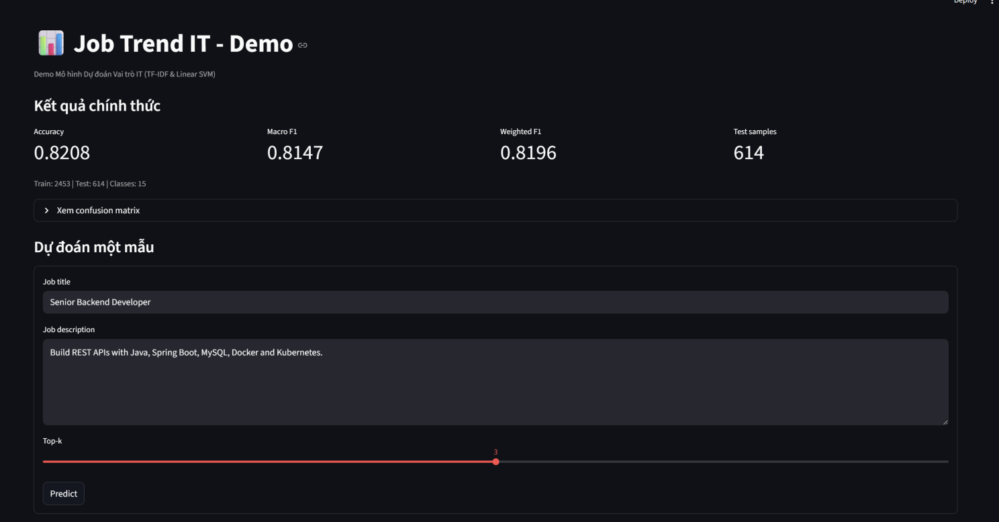 Deploy
Job Trend IT - Demo
Demo Mô hình Dự đoán Vai trò IT (TF-IDF & Linear SVM)
Kết quả chính thức
Accuracy
0.8208
Macro F1
0.8147
Weighted F1
0.8196
Test samples
614
Train: 2453 | Test: 614 | Classes: 15
Xem confusion matrix
Dự đoán một mẫu
Job title
Senior Backend Developer
Job description
Build REST APIs with Java, Spring Boot, MySQL, Docker and Kubernetes.
Top-k
3
Predict